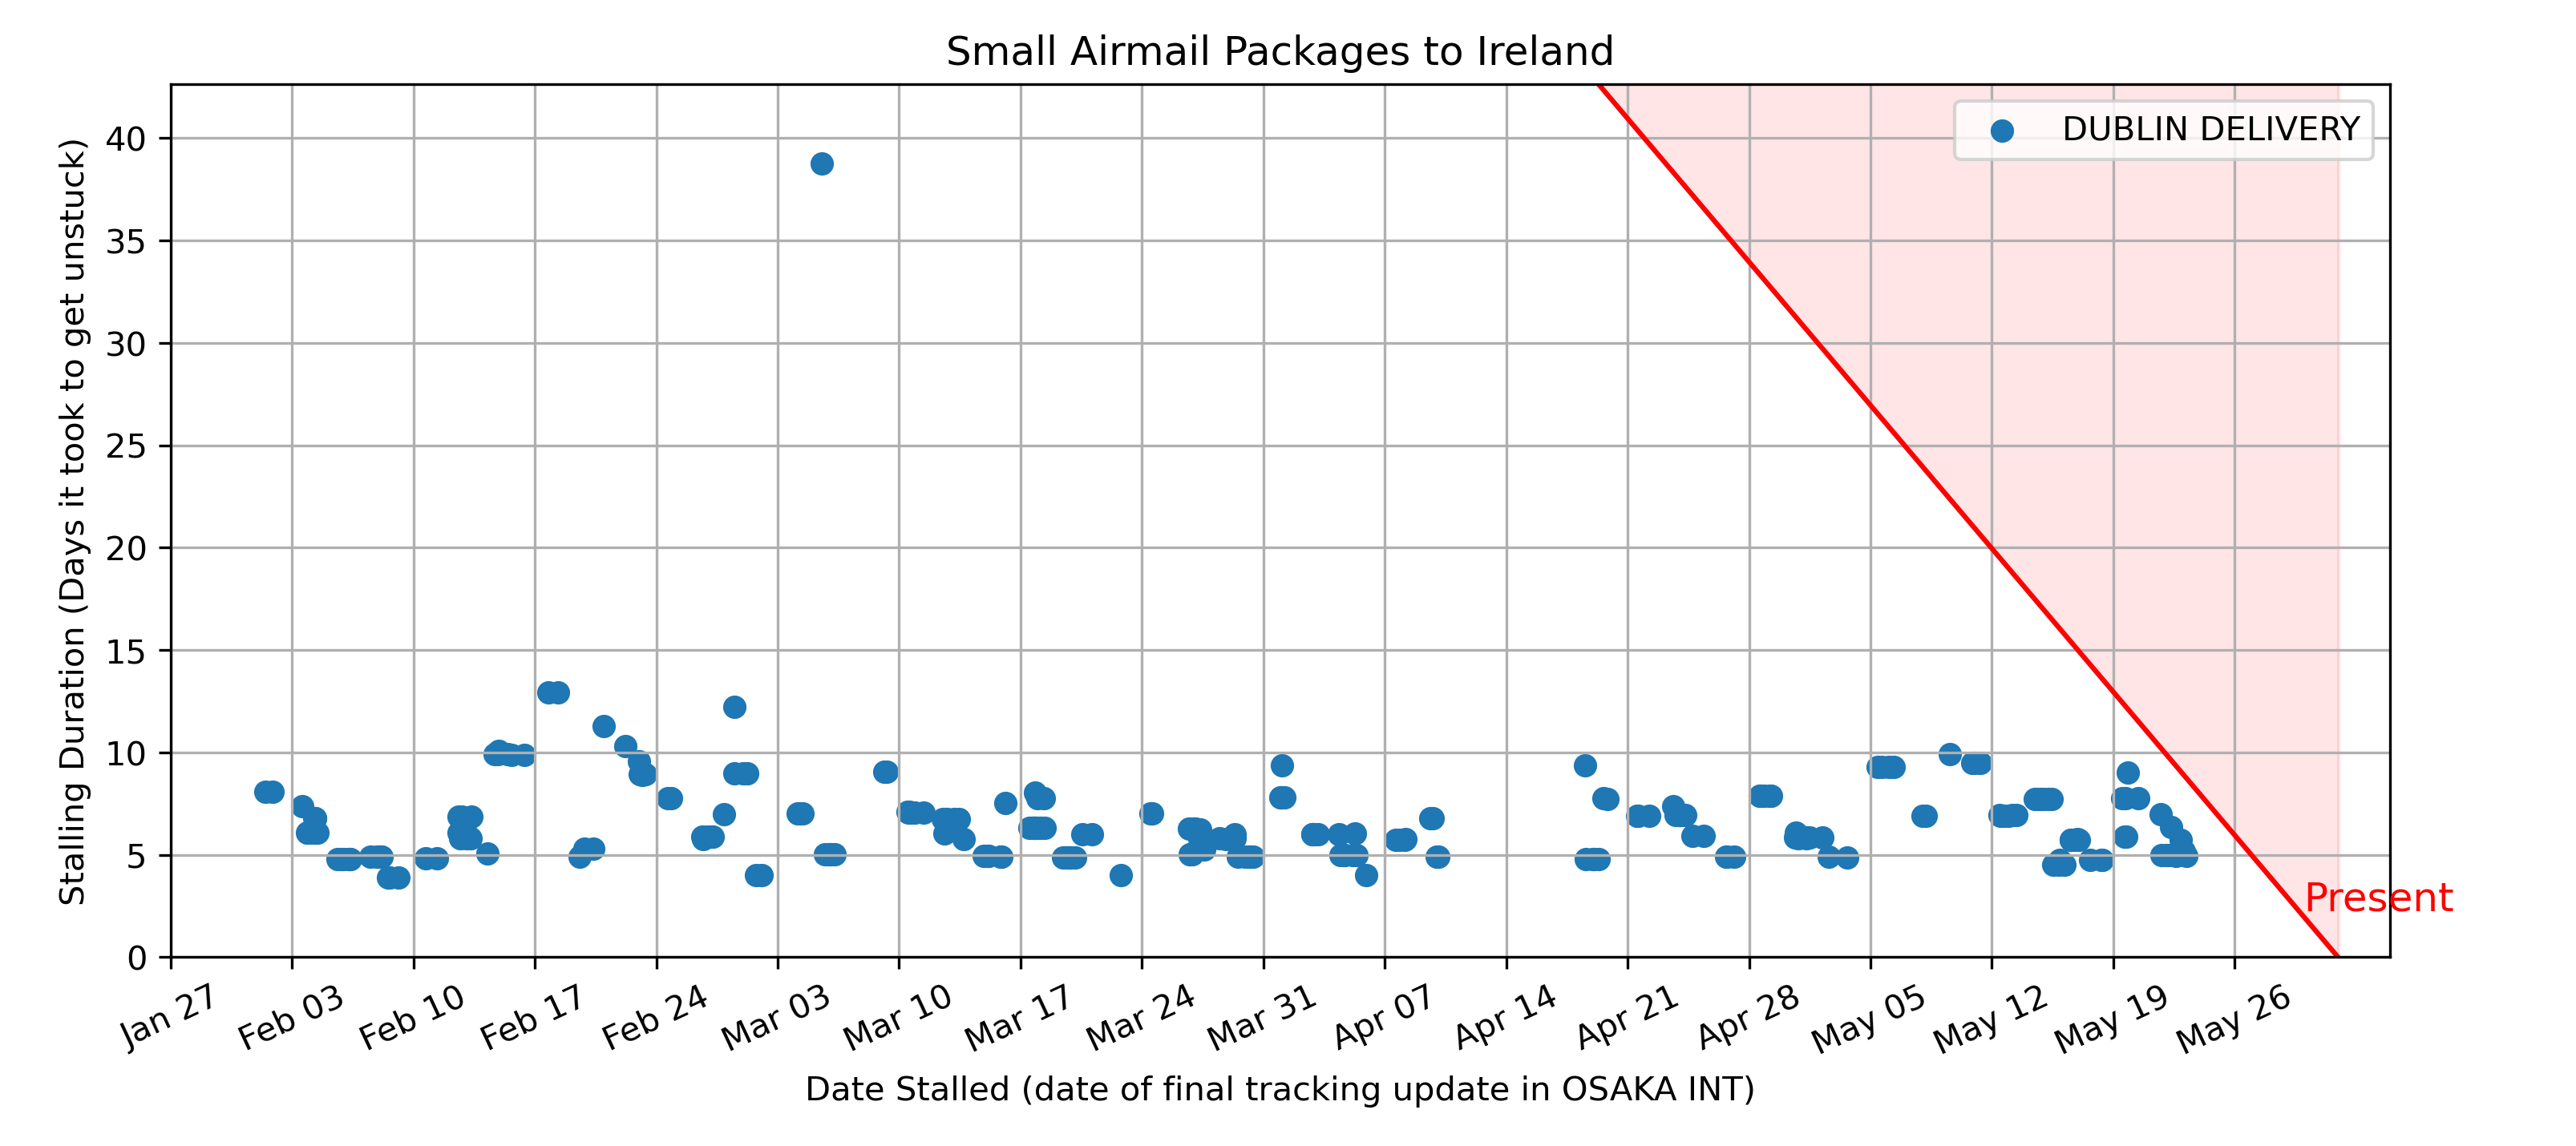 Small Airmail Packages to Ireland
DUBLIN DELIVERY
Stalling Duration (Days it took to get unstuck)
40
35
30
25
20
15
10
5
0
Present
Jan 27
Feb 03
Feb 10
Feb 17
Feb 24
Mar 03
Mar 10
Mar 17
Mar 24
Mar 31
Apr 07
Apr 14
Apr 21
Apr 28
May 05
May 12
May 19
May 26
Date Stalled (date of final tracking update in OSAKA INT)